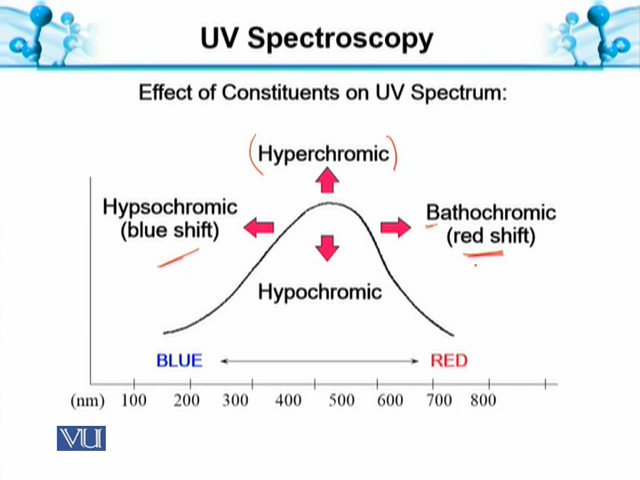 UV Spectroscopy
Effect of Constituents on UV Spectrum:
(Hyperchromic)
Hypsochromic
(blue shift)
Bathochromic
(red shift)
Hypochromic
BLUE
RED
(nm) 100 200 300 400 500 600 700 800
VU